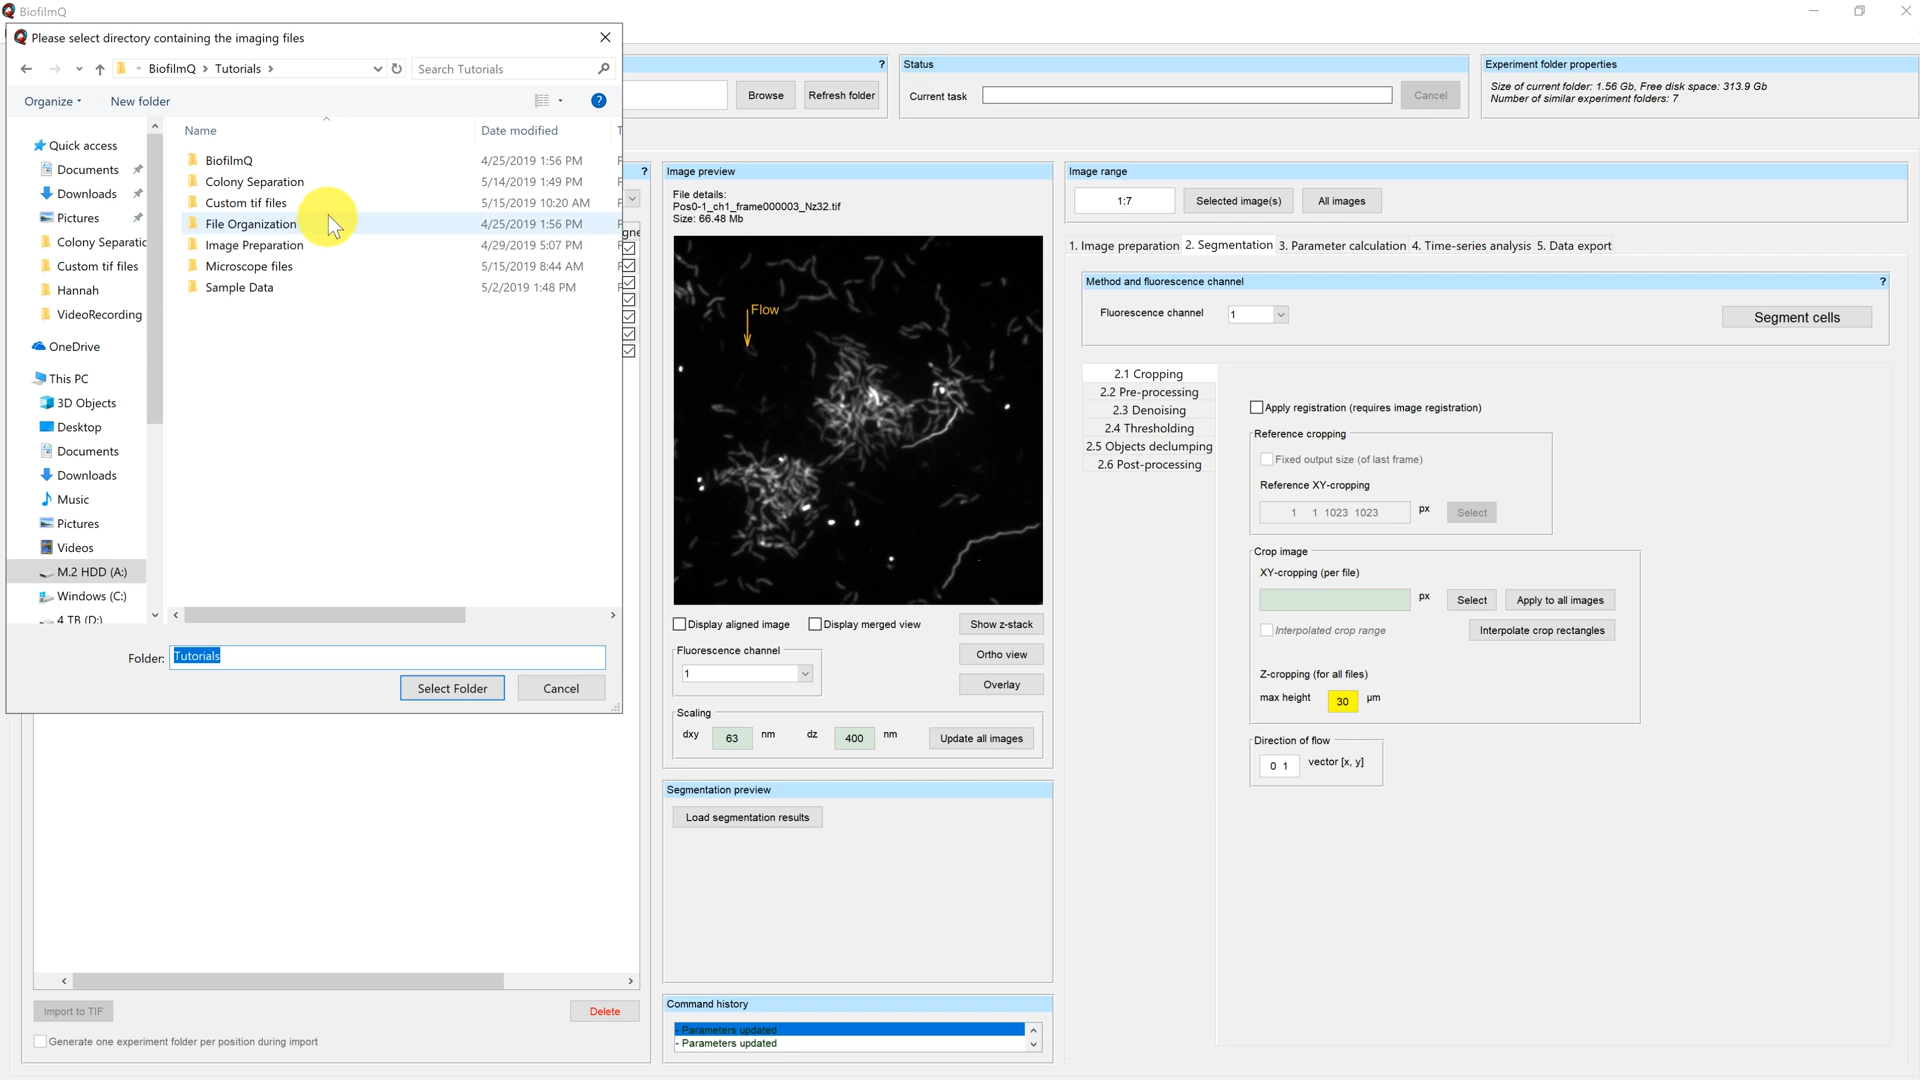 BiofilmQ
Please select directory containing the imaging files
BiofilmQ > Tutorials >
Search Tutorials
Organize
New folder
?
Name
Date modified
Quick access
Documents
Downloads
Pictures
Colony Separatic
Custom tif files
Hannah
VideoRecording
OneDrive
This PC
3D Objects
Desktop
Documents
Downloads
Music
Pictures
Videos
M.2 HDD (A:)
Windows (C:)
4 TB (D:)
BiofilmQ 4/25/2019 1:56 PM
Colony Separation 5/14/2019 1:49 PM
Custom tif files 5/15/2019 10:20 AM
File Organization 4/25/2019 1:56 PM
Image Preparation 4/29/2019 5:07 PM
Microscope files 5/15/2019 8:44 AM
Sample Data 5/2/2019 1:48 PM
Folder: Tutorials
Select Folder
Cancel
?
Browse
Refresh folder
Status
Current task
Cancel
Experiment folder properties
Size of current folder: 1.56 Gb, Free disk space: 313.9 Gb
Number of similar experiment folders: 7
?
gne
Import to TIF
Delete
Generate one experiment folder per position during import
Image preview
File details:
Pos0-1_ch1_frame000003_Nz32.tif
Size: 66.48 Mb
Flow
Display aligned image
Display merged view
Show z-stack
Fluorescence channel
1
Ortho view
Overlay
Scaling
dxy 63 nm dz 400 nm
Update all images
Segmentation preview
Load segmentation results
Command history
- Parameters updated
- Parameters updated
Image range
1:7
Selected image(s)
All images
1. Image preparation 2. Segmentation 3. Parameter calculation 4. Time-series analysis 5. Data export
Method and fluorescence channel
?
Fluorescence channel 1
Segment cells
2.1 Cropping
2.2 Pre-processing
2.3 Denoising
2.4 Thresholding
2.5 Objects declumping
2.6 Post-processing
Apply registration (requires image registration)
Reference cropping
Fixed output size (of last frame)
Reference XY-cropping
1 1 1023 1023 px
Select
Crop image
XY-cropping (per file)
px
Select
Apply to all images
Interpolated crop range
Interpolate crop rectangles
Z-cropping (for all files)
max height 30 µm
Direction of flow
0 1 vector [x, y]